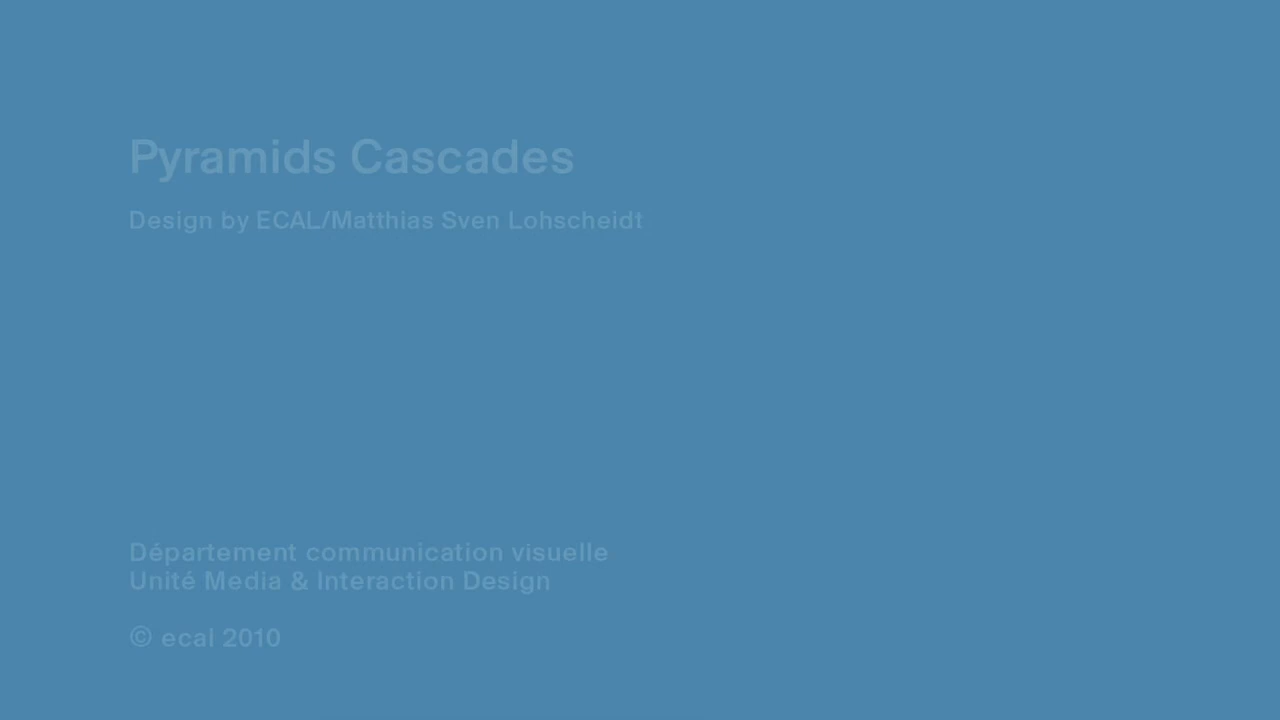 Pyramids Cascades
Design by ECAL/Matthias Sven Lohscheidt
Département communication visuelle
Unité Media & Interaction Design
© ecal 2010